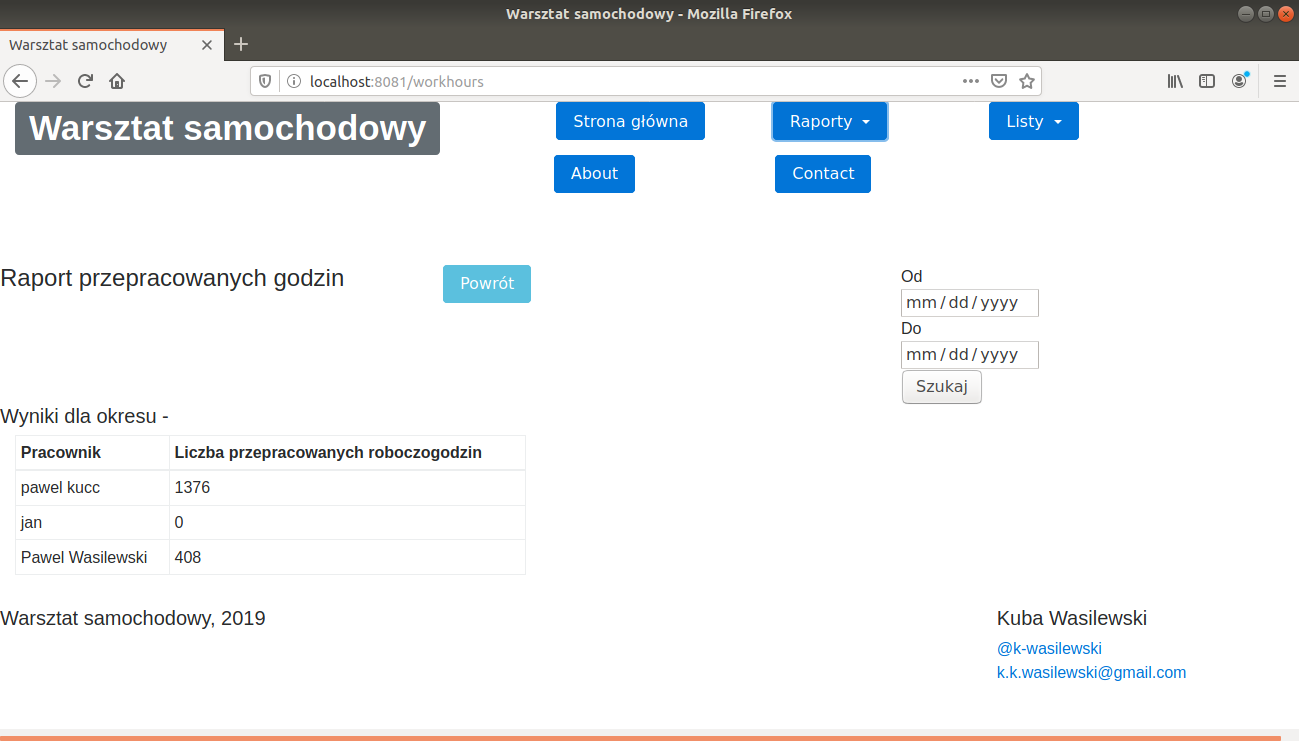 Warsztat samochodowy - Mozilla Firefox
Warsztat samochodowy
localhost:8081/workhours
Warsztat samochodowy Strona główna Raporty Listy
About Contact
Raport przepracowanych godzin Powrót Od
mm/dd/yyyy
Do
mm/dd/yyyy
Szukaj
Wyniki dla okresu -
Pracownik Liczba przepracowanych roboczogodzin
pawel kucc 1376
jan 0
Pawel Wasilewski 408
Warsztat samochodowy, 2019 Kuba Wasilewski
@k-wasilewski
k.k.wasilewski@gmail.com